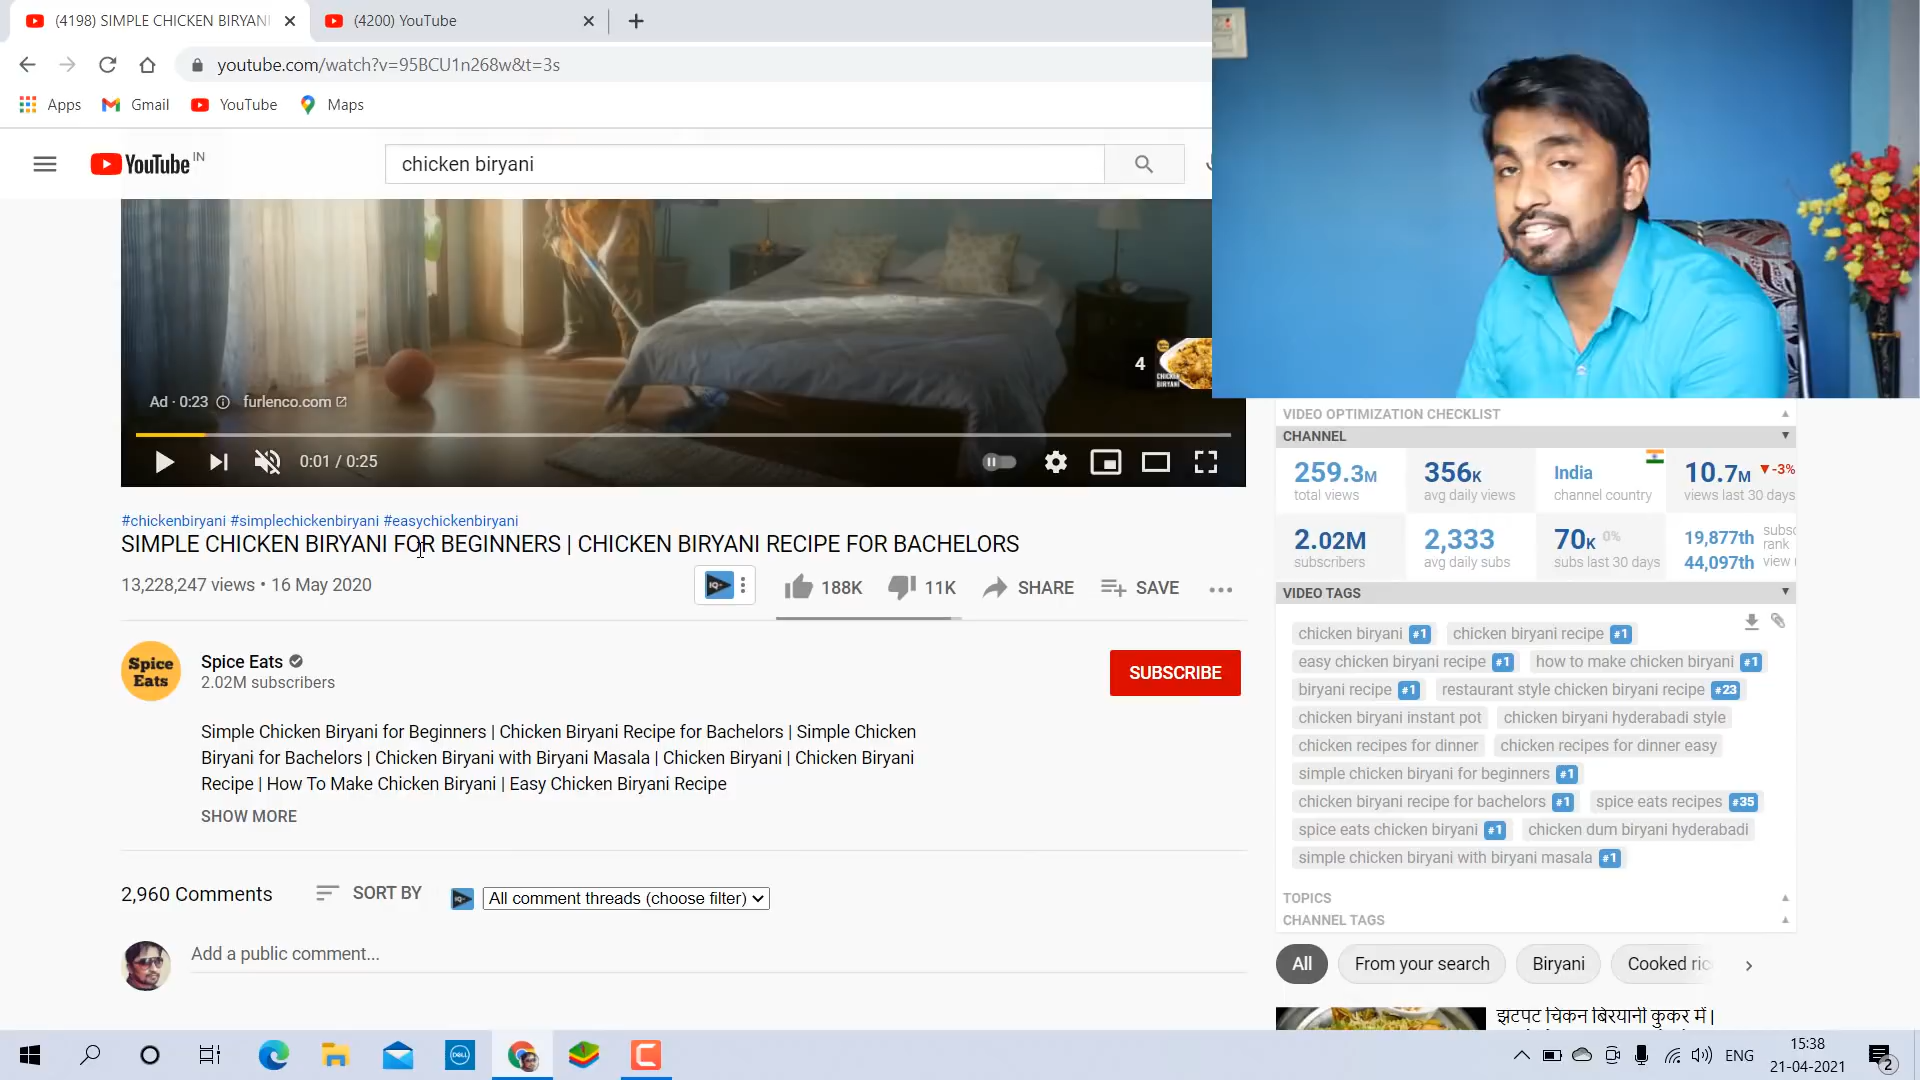 (4198) SIMPLE CHICKEN BIRYANI
(4200) YouTube
youtube.com/watch?v=95BCU1n268w&t=3s
Apps
Gmail
YouTube
Maps
YouTube IN
chicken biryani
4
CHICKEN
BIRYANI
Ad · 0:23
furlenco.com
0:01 / 0:25
#chickenbiryani #simplechickenbiryani #easychickenbiryani
SIMPLE CHICKEN BIRYANI FOR BEGINNERS | CHICKEN BIRYANI RECIPE FOR BACHELORS
13,228,247 views • 16 May 2020
IQ
188K
11K
SHARE
SAVE
Spice Eats
Spice Eats
2.02M subscribers
SUBSCRIBE
Simple Chicken Biryani for Beginners | Chicken Biryani Recipe for Bachelors | Simple Chicken
Biryani for Bachelors | Chicken Biryani with Biryani Masala | Chicken Biryani | Chicken Biryani
Recipe | How To Make Chicken Biryani | Easy Chicken Biryani Recipe
SHOW MORE
2,960 Comments
SORT BY
All comment threads (choose filter)
Add a public comment...
VIDEO OPTIMIZATION CHECKLIST
CHANNEL
259.3M
total views
356K
avg daily views
India
channel country
10.7M ▼-3%
views last 30 days
2.02M
subscribers
2,333
avg daily subs
70K 0%
subs last 30 days
19,877th
rank
44,097th view
VIDEO TAGS
chicken biryani #1
chicken biryani recipe #1
easy chicken biryani recipe #1
how to make chicken biryani #1
biryani recipe #1
restaurant style chicken biryani recipe #23
chicken biryani instant pot
chicken biryani hyderabadi style
chicken recipes for dinner
chicken recipes for dinner easy
simple chicken biryani for beginners #1
chicken biryani recipe for bachelors #1
spice eats recipes #35
spice eats chicken biryani #1
chicken dum biryani hyderabadi
simple chicken biryani with biryani masala #1
TOPICS
CHANNEL TAGS
All
From your search
Biryani
Cooked ric
झटपट चिकन बिरयानी कुकर में |
DELL
ENG
15:38
21-04-2021
2